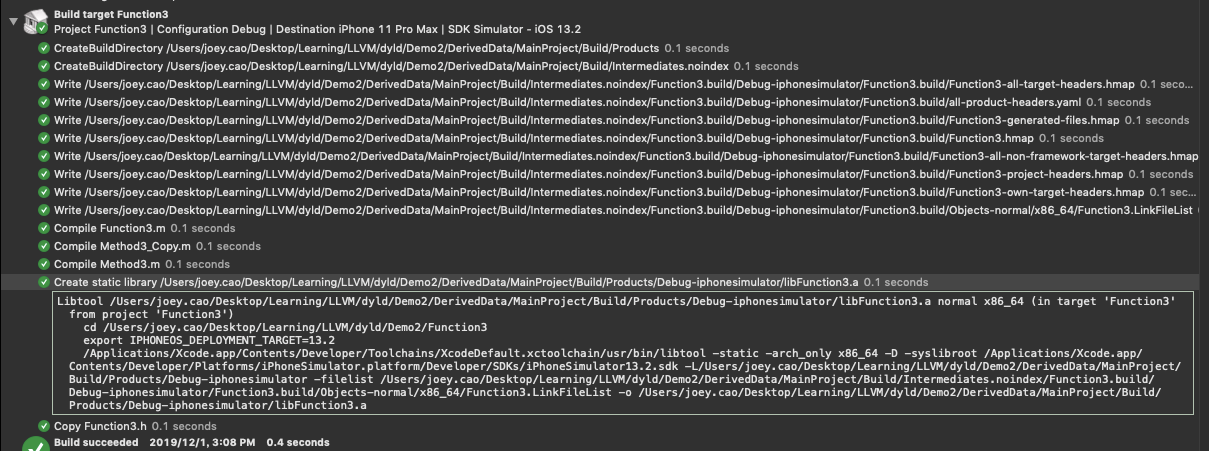 Build target Function3
Project Function3 | Configuration Debug | Destination iPhone 11 Pro Max | SDK Simulator - iOS 13.2
CreateBuildDirectory /Users/joey.cao/Desktop/Learning/LLVM/dyld/Demo2/DerivedData/MainProject/Build/Products 0.1 seconds
CreateBuildDirectory /Users/joey.cao/Desktop/Learning/LLVM/dyld/Demo2/DerivedData/MainProject/Build/Intermediates.noindex 0.1 seconds
Write /Users/joey.cao/Desktop/Learning/LLVM/dyld/Demo2/DerivedData/MainProject/Build/Intermediates.noindex/Function3.build/Debug-iphonesimulator/Function3.build/Function3-all-target-headers.hmap 0.1 seco...
Write /Users/joey.cao/Desktop/Learning/LLVM/dyld/Demo2/DerivedData/MainProject/Build/Intermediates.noindex/Function3.build/Debug-iphonesimulator/Function3.build/all-product-headers.yaml 0.1 seconds
Write /Users/joey.cao/Desktop/Learning/LLVM/dyld/Demo2/DerivedData/MainProject/Build/Intermediates.noindex/Function3.build/Debug-iphonesimulator/Function3.build/Function3-generated-files.hmap 0.1 seconds
Write /Users/joey.cao/Desktop/Learning/LLVM/dyld/Demo2/DerivedData/MainProject/Build/Intermediates.noindex/Function3.build/Debug-iphonesimulator/Function3.build/Function3.hmap 0.1 seconds
Write /Users/joey.cao/Desktop/Learning/LLVM/dyld/Demo2/DerivedData/MainProject/Build/Intermediates.noindex/Function3.build/Debug-iphonesimulator/Function3.build/Function3-all-non-framework-target-headers.hmap
Write /Users/joey.cao/Desktop/Learning/LLVM/dyld/Demo2/DerivedData/MainProject/Build/Intermediates.noindex/Function3.build/Debug-iphonesimulator/Function3.build/Function3-project-headers.hmap 0.1 seconds
Write /Users/joey.cao/Desktop/Learning/LLVM/dyld/Demo2/DerivedData/MainProject/Build/Intermediates.noindex/Function3.build/Debug-iphonesimulator/Function3.build/Function3-own-target-headers.hmap 0.1 sec...
Write /Users/joey.cao/Desktop/Learning/LLVM/dyld/Demo2/DerivedData/MainProject/Build/Intermediates.noindex/Function3.build/Debug-iphonesimulator/Function3.build/Objects-normal/x86_64/Function3.LinkFileList
Compile Function3.m 0.1 seconds
Compile Method3_Copy.m 0.1 seconds
Compile Method3.m 0.1 seconds
Create static library /Users/joey.cao/Desktop/Learning/LLVM/dyld/Demo2/DerivedData/MainProject/Build/Products/Debug-iphonesimulator/libFunction3.a 0.1 seconds
Libtool /Users/joey.cao/Desktop/Learning/LLVM/dyld/Demo2/DerivedData/MainProject/Build/Products/Debug-iphonesimulator/libFunction3.a normal x86_64 (in target 'Function3'
from project 'Function3')
cd /Users/joey.cao/Desktop/Learning/LLVM/dyld/Demo2/Function3
export IPHONEOS_DEPLOYMENT_TARGET=13.2
/Applications/Xcode.app/Contents/Developer/Toolchains/XcodeDefault.xctoolchain/usr/bin/libtool -static -arch_only x86_64 -D -syslibroot /Applications/Xcode.app/
Contents/Developer/Platforms/iPhoneSimulator.platform/Developer/SDKs/iPhoneSimulator13.2.sdk -L/Users/joey.cao/Desktop/Learning/LLVM/dyld/Demo2/DerivedData/MainProject/
Build/Products/Debug-iphonesimulator -filelist /Users/joey.cao/Desktop/Learning/LLVM/dyld/Demo2/DerivedData/MainProject/Build/Intermediates.noindex/Function3.build/
Debug-iphonesimulator/Function3.build/Objects-normal/x86_64/Function3.LinkFileList -o /Users/joey.cao/Desktop/Learning/LLVM/dyld/Demo2/DerivedData/MainProject/Build/
Products/Debug-iphonesimulator/libFunction3.a
Copy Function3.h 0.1 seconds
Build succeeded 2019/12/1, 3:08 PM 0.4 seconds